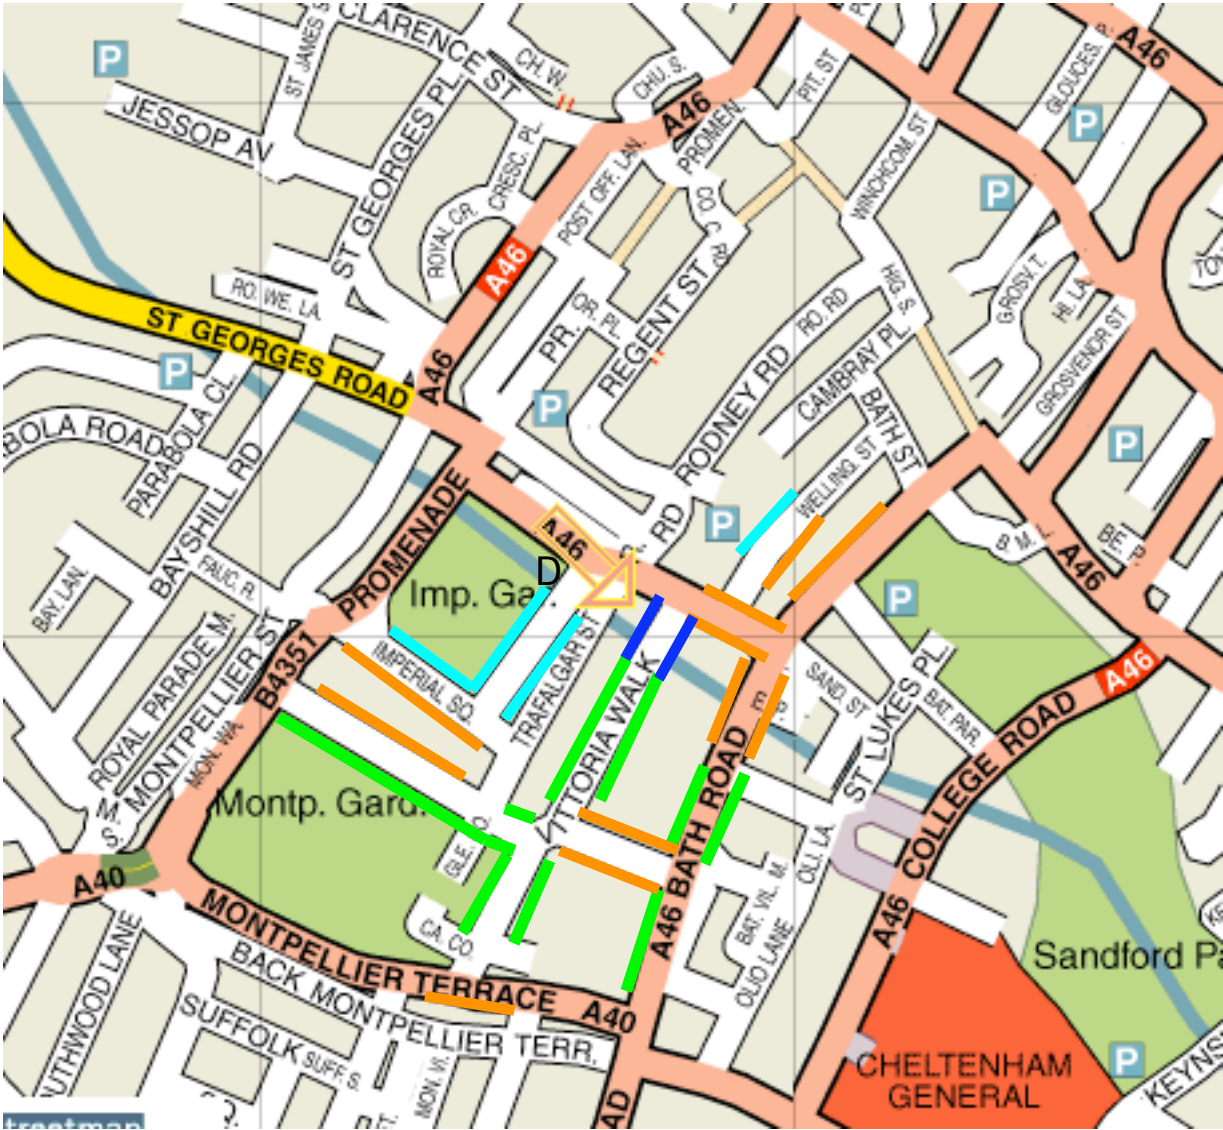 CLARENCE ST
ST JAMES S
CH. W.
CHU. S.
A46
PROMEN.
PIT. ST
GLOUCES.
A46
P
JESSOP AV
ST GEORGES PL
CRESC. PL.
POST OFF. LAN.
WINCHCOM. ST
P
P
ROYAL CR.
A46
CO. C.
REGENT ST
RO. WE. LA.
OR. PL.
PR.
RO. RD
HIG. S.
GROSV. T.
HI. LA.
ST GEORGES ROAD
A46
P
P
RODNEY RD
CAMBRAY PL.
BATH ST
GROSVENOR ST
BOLA ROAD
PARABOLA CL.
BAYSHILL RD
WELLING. ST
P
P
PROMENADE
A46
RD
D
Imp. Ga.
B. M.
A46
BAY. LAN.
FAUC. R.
P
IMPERIAL SQ.
TRAFALGAR ST
ROYAL PARADE M.
MONTPELLIER ST
B4351
SAND. ST
ST LUKES PL.
BAT. PAR.
A46
COLLEGE ROAD
MON. WA
Montp. Gard.
BATH ROAD
M.
S.
GLE.
OLI. LA.
A40
A46
A46
CA. CO.
BAT. VIL. M.
OLIO LANE
MONTPELLIER TERRACE
A40
BACK MONTPELLIER TERR.
Sandford Pa
SUFFOLK
SUFF. S.
UTHWOOD LANE
MON. VI.
CHELTENHAM
GENERAL
P
KEYNS
AD
treetmap